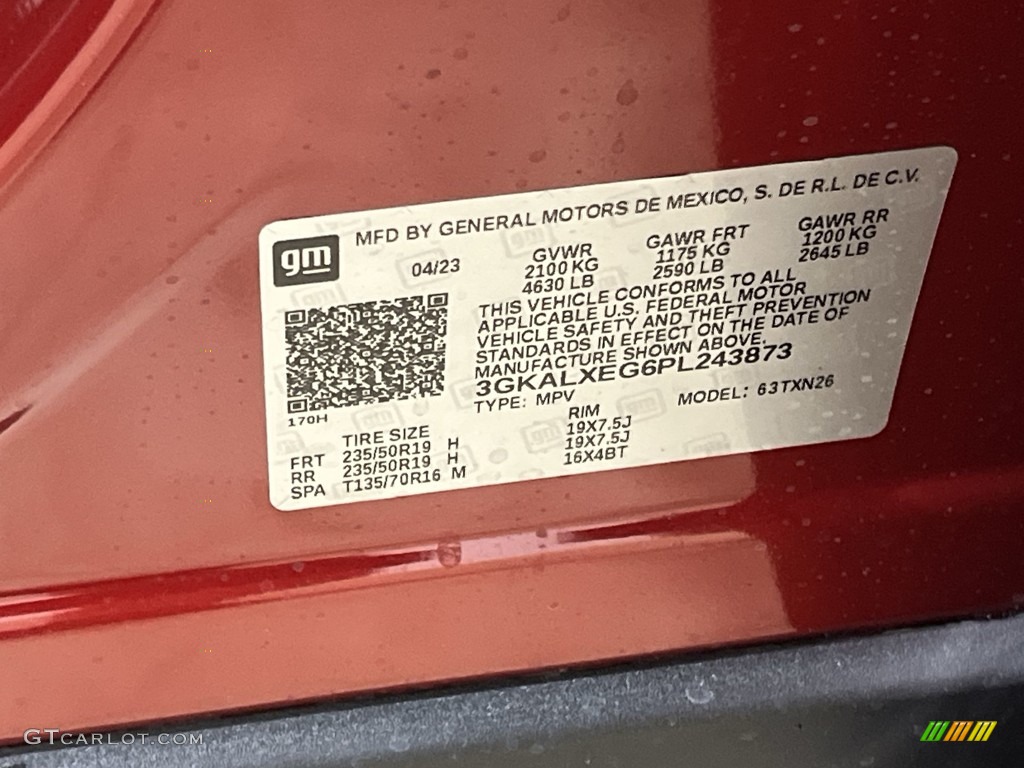 MFD BY GENERAL MOTORS DE MEXICO, S. DE R.L. DE C.V.
gm
04/23
GVWR
2100 KG
4630 LB
GAWR FRT
1175 KG
2590 LB
GAWR RR
1200 KG
2645 LB
THIS VEHICLE CONFORMS TO ALL
APPLICABLE U.S. FEDERAL MOTOR
VEHICLE SAFETY AND THEFT PREVENTION
STANDARDS IN EFFECT ON THE DATE OF
MANUFACTURE SHOWN ABOVE.
3GKALXEG6PL243873
TYPE: MPV
MODEL: 63TXN26
170H
TIRE SIZE RIM
FRT 235/50R19 H 19X7.5J
RR 235/50R19 H 19X7.5J
SPA T135/70R16 M 16X4BT
GTCARLOT.COM